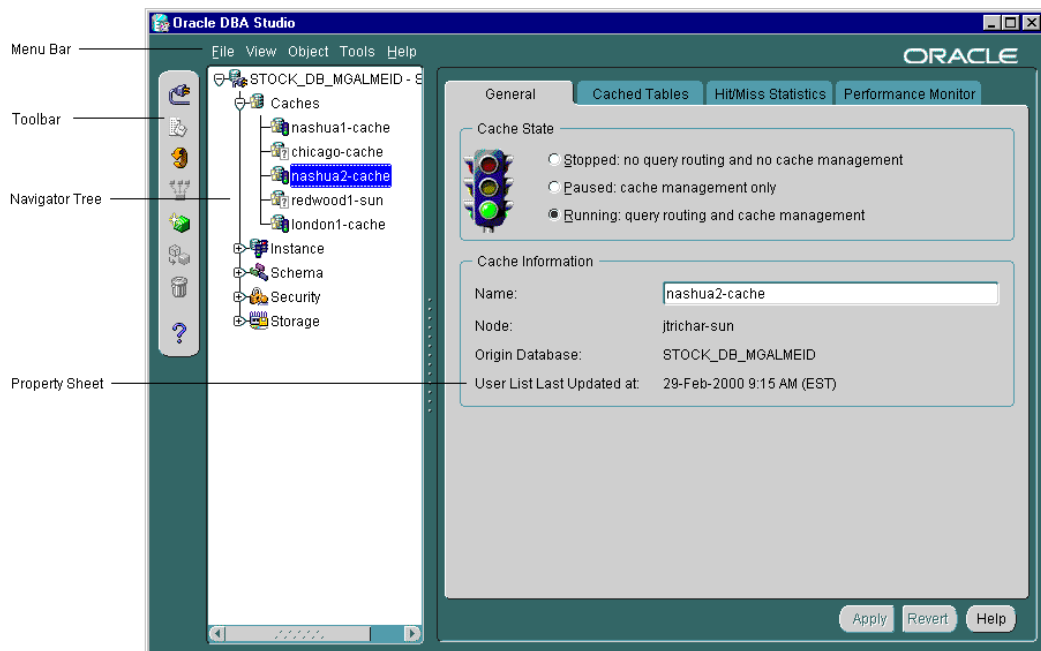 Oracle DBA Studio
Menu Bar
File View Object Tools Help
ORACLE
Toolbar
Navigator Tree
Property Sheet
STOCK_DB_MGALMEID - S
Caches
nashua1-cache
chicago-cache
nashua2-cache
redwood1-sun
london1-cache
Instance
Schema
Security
Storage
General Cached Tables Hit/Miss Statistics Performance Monitor
Cache State
Stopped: no query routing and no cache management
Paused: cache management only
Running: query routing and cache management
Cache Information
Name: nashua2-cache
Node: jtrichar-sun
Origin Database: STOCK_DB_MGALMEID
User List Last Updated at: 29-Feb-2000 9:15 AM (EST)
Apply Revert Help